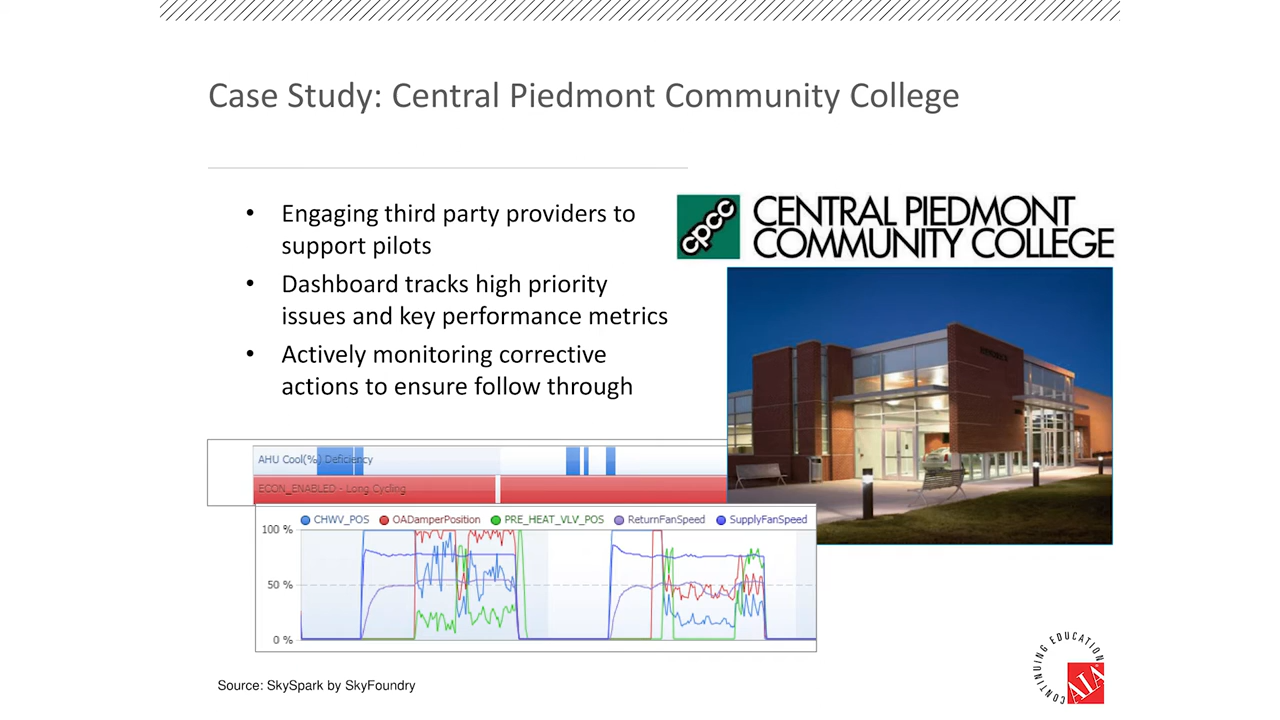 Case Study: Central Piedmont Community College
• Engaging third party providers to
support pilots
• Dashboard tracks high priority
issues and key performance metrics
• Actively monitoring corrective
actions to ensure follow through
cpcc
CENTRAL PIEDMONT
COMMUNITY COLLEGE
AHU Cool(%) Deficiency
ECON_ENABLED - Long Cycling
CHWV_POS OADamperPosition PRE_HEAT_VLV_POS ReturnFanSpeed SupplyFanSpeed
100 %
50 %
0 %
Source: SkySpark by SkyFoundry
CONTINUING EDUCATION
AIA